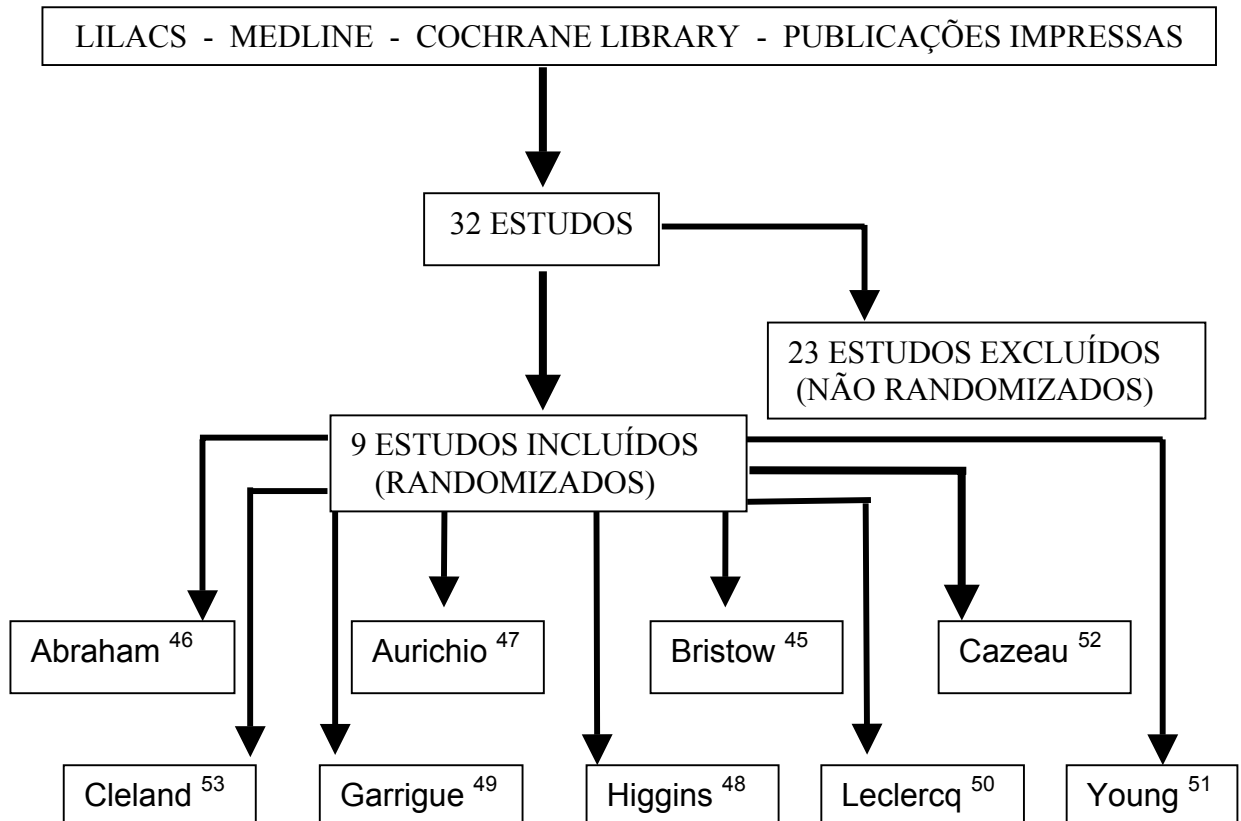 LILACS - MEDLINE - COCHRANE LIBRARY - PUBLICAÇÕES IMPRESSAS
32 ESTUDOS
23 ESTUDOS EXCLUÍDOS
(NÃO RANDOMIZADOS)
9 ESTUDOS INCLUÍDOS
(RANDOMIZADOS)
Abraham 46
Aurichio 47
Bristow 45
Cazeau 52
Cleland 53
Garrigue 49
Higgins 48
Leclercq 50
Young 51